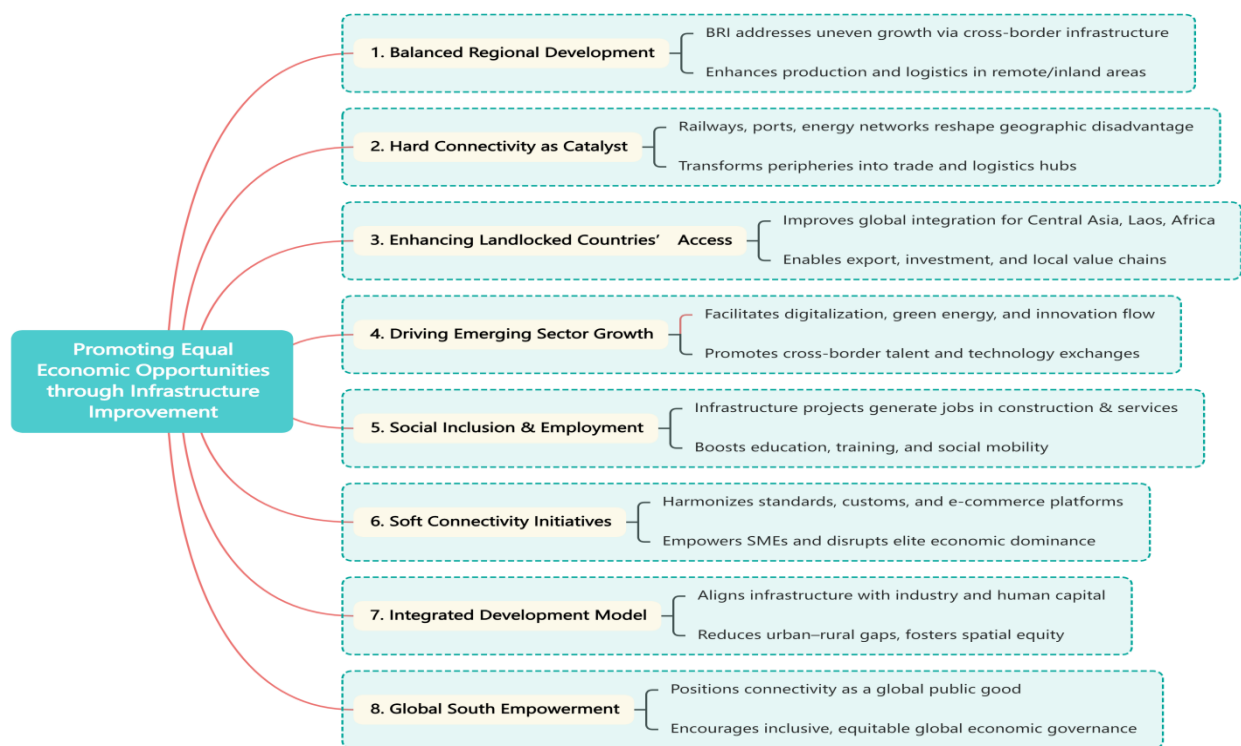 Promoting Equal
Economic Opportunities
through Infrastructure
Improvement
1. Balanced Regional Development
BRI addresses uneven growth via cross-border infrastructure
Enhances production and logistics in remote/inland areas
2. Hard Connectivity as Catalyst
Railways, ports, energy networks reshape geographic disadvantage
Transforms peripheries into trade and logistics hubs
3. Enhancing Landlocked Countries’ Access
Improves global integration for Central Asia, Laos, Africa
Enables export, investment, and local value chains
4. Driving Emerging Sector Growth
Facilitates digitalization, green energy, and innovation flow
Promotes cross-border talent and technology exchanges
5. Social Inclusion & Employment
Infrastructure projects generate jobs in construction & services
Boosts education, training, and social mobility
6. Soft Connectivity Initiatives
Harmonizes standards, customs, and e-commerce platforms
Empowers SMEs and disrupts elite economic dominance
7. Integrated Development Model
Aligns infrastructure with industry and human capital
Reduces urban–rural gaps, fosters spatial equity
8. Global South Empowerment
Positions connectivity as a global public good
Encourages inclusive, equitable global economic governance